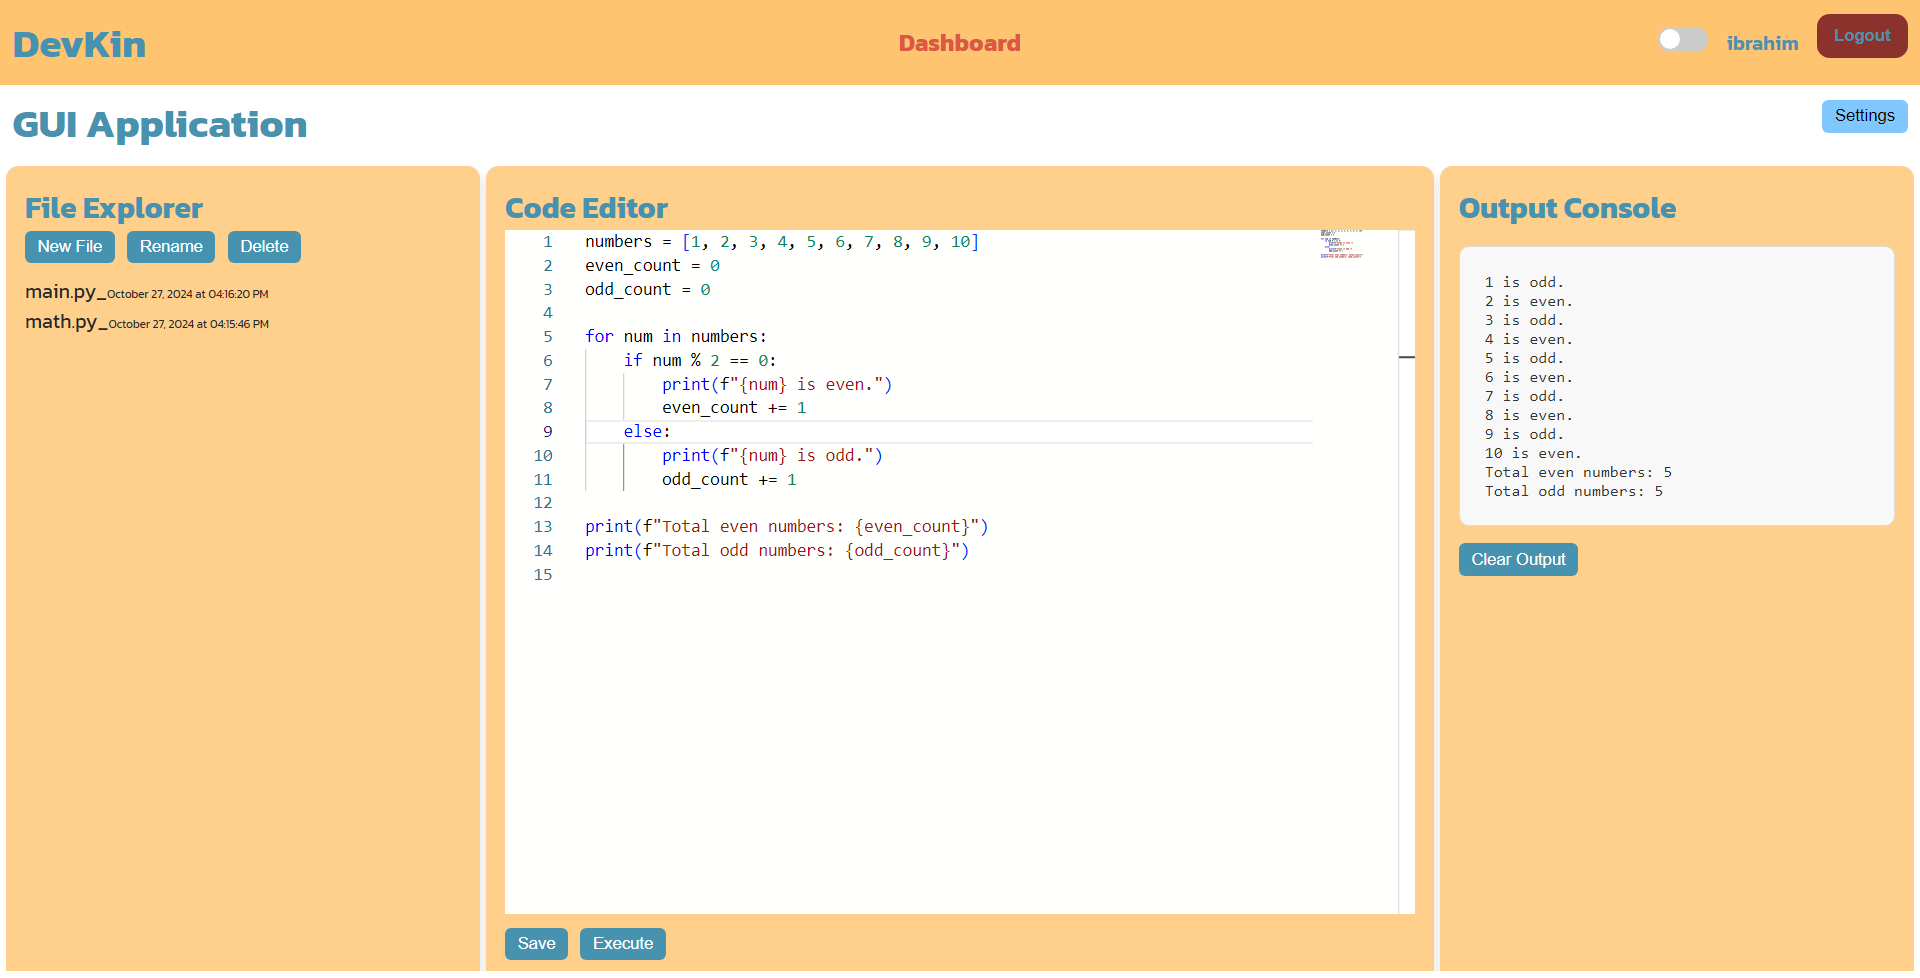 DevKin
Dashboard
ibrahim
Logout
GUI Application
Settings
File Explorer
New File
Rename
Delete
main.py_October 27, 2024 at 04:16:20 PM
math.py_October 27, 2024 at 04:15:46 PM
Code Editor
1 numbers = [1, 2, 3, 4, 5, 6, 7, 8, 9, 10]
2 even_count = 0
3 odd_count = 0
4
5 for num in numbers:
6     if num % 2 == 0:
7         print(f"{num} is even.")
8         even_count += 1
9     else:
10         print(f"{num} is odd.")
11         odd_count += 1
12
13 print(f"Total even numbers: {even_count}")
14 print(f"Total odd numbers: {odd_count}")
15
Save
Execute
Output Console
1 is odd.
2 is even.
3 is odd.
4 is even.
5 is odd.
6 is even.
7 is odd.
8 is even.
9 is odd.
10 is even.
Total even numbers: 5
Total odd numbers: 5
Clear Output